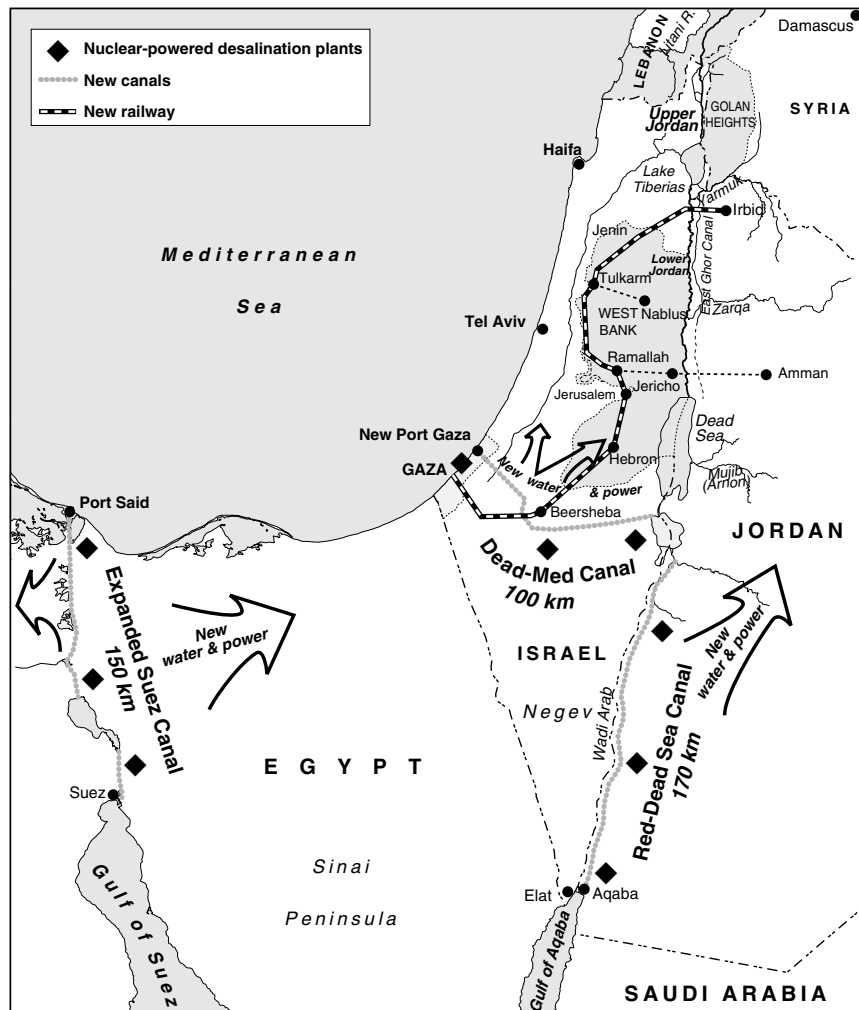 Nuclear-powered desalination plants
New canals
New railway
Damascus
LEBANON
Litani R.
SYRIA
GOLAN
HEIGHTS
Upper
Jordan
Haifa
Lake
Tiberias
Yarmuk
Irbid
Mediterranean
Sea
Jenin
Lower
Jordan
East Ghor Canal
Tulkarm
WEST
BANK
Nablus
Zarqa
Tel Aviv
Ramallah
Jericho
Amman
Jerusalem
Dead
Sea
New Port Gaza
GAZA
New water
& power
Hebron
Mujib
(Arnon)
Port Said
Beersheba
JORDAN
Dead-Med Canal
100 km
Expanded Suez Canal
150 km
New
water & power
ISRAEL
New
water & power
Negev
Wadi Arab
Red-Dead Sea Canal
170 km
EGYPT
Suez
Sinai
Peninsula
Elat
Aqaba
Gulf of Suez
Gulf of Aqaba
SAUDI ARABIA